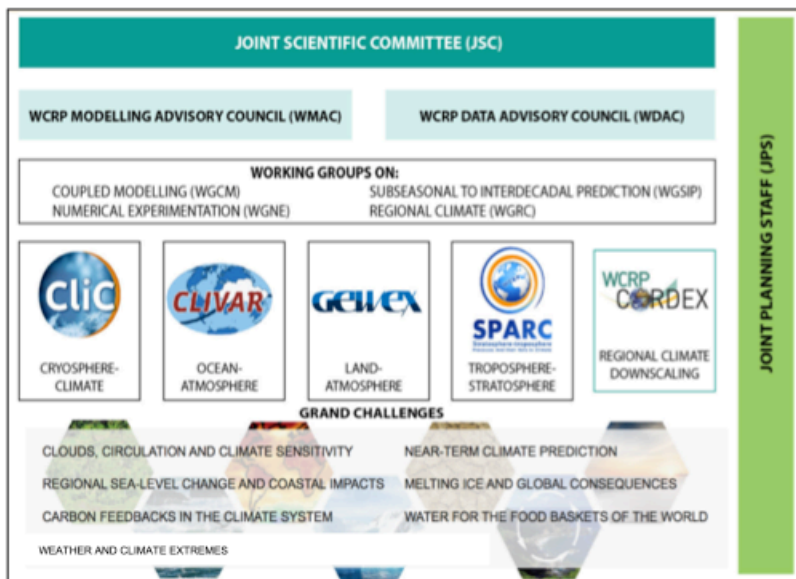 JOINT SCIENTIFIC COMMITTEE (JSC)
WCRP MODELLING ADVISORY COUNCIL (WMAC)
WCRP DATA ADVISORY COUNCIL (WDAC)
WORKING GROUPS ON:
COUPLED MODELLING (WGCM)
SUBSEASONAL TO INTERDECADAL PREDICTION (WGSIP)
NUMERICAL EXPERIMENTATION (WGNE)
REGIONAL CLIMATE (WGRC)
CliC
CRYOSPHERE-
CLIMATE
CLIVAR
OCEAN-
ATMOSPHERE
GEWEX
LAND-
ATMOSPHERE
SPARC
TROPOSPHERE-
STRATOSPHERE
WCRP
CORDEX
REGIONAL CLIMATE
DOWNSCALING
GRAND CHALLENGES
CLOUDS, CIRCULATION AND CLIMATE SENSITIVITY
NEAR-TERM CLIMATE PREDICTION
REGIONAL SEA-LEVEL CHANGE AND COASTAL IMPACTS
MELTING ICE AND GLOBAL CONSEQUENCES
CARBON FEEDBACKS IN THE CLIMATE SYSTEM
WATER FOR THE FOOD BASKETS OF THE WORLD
WEATHER AND CLIMATE EXTREMES
JOINT PLANNING STAFF (JPS)